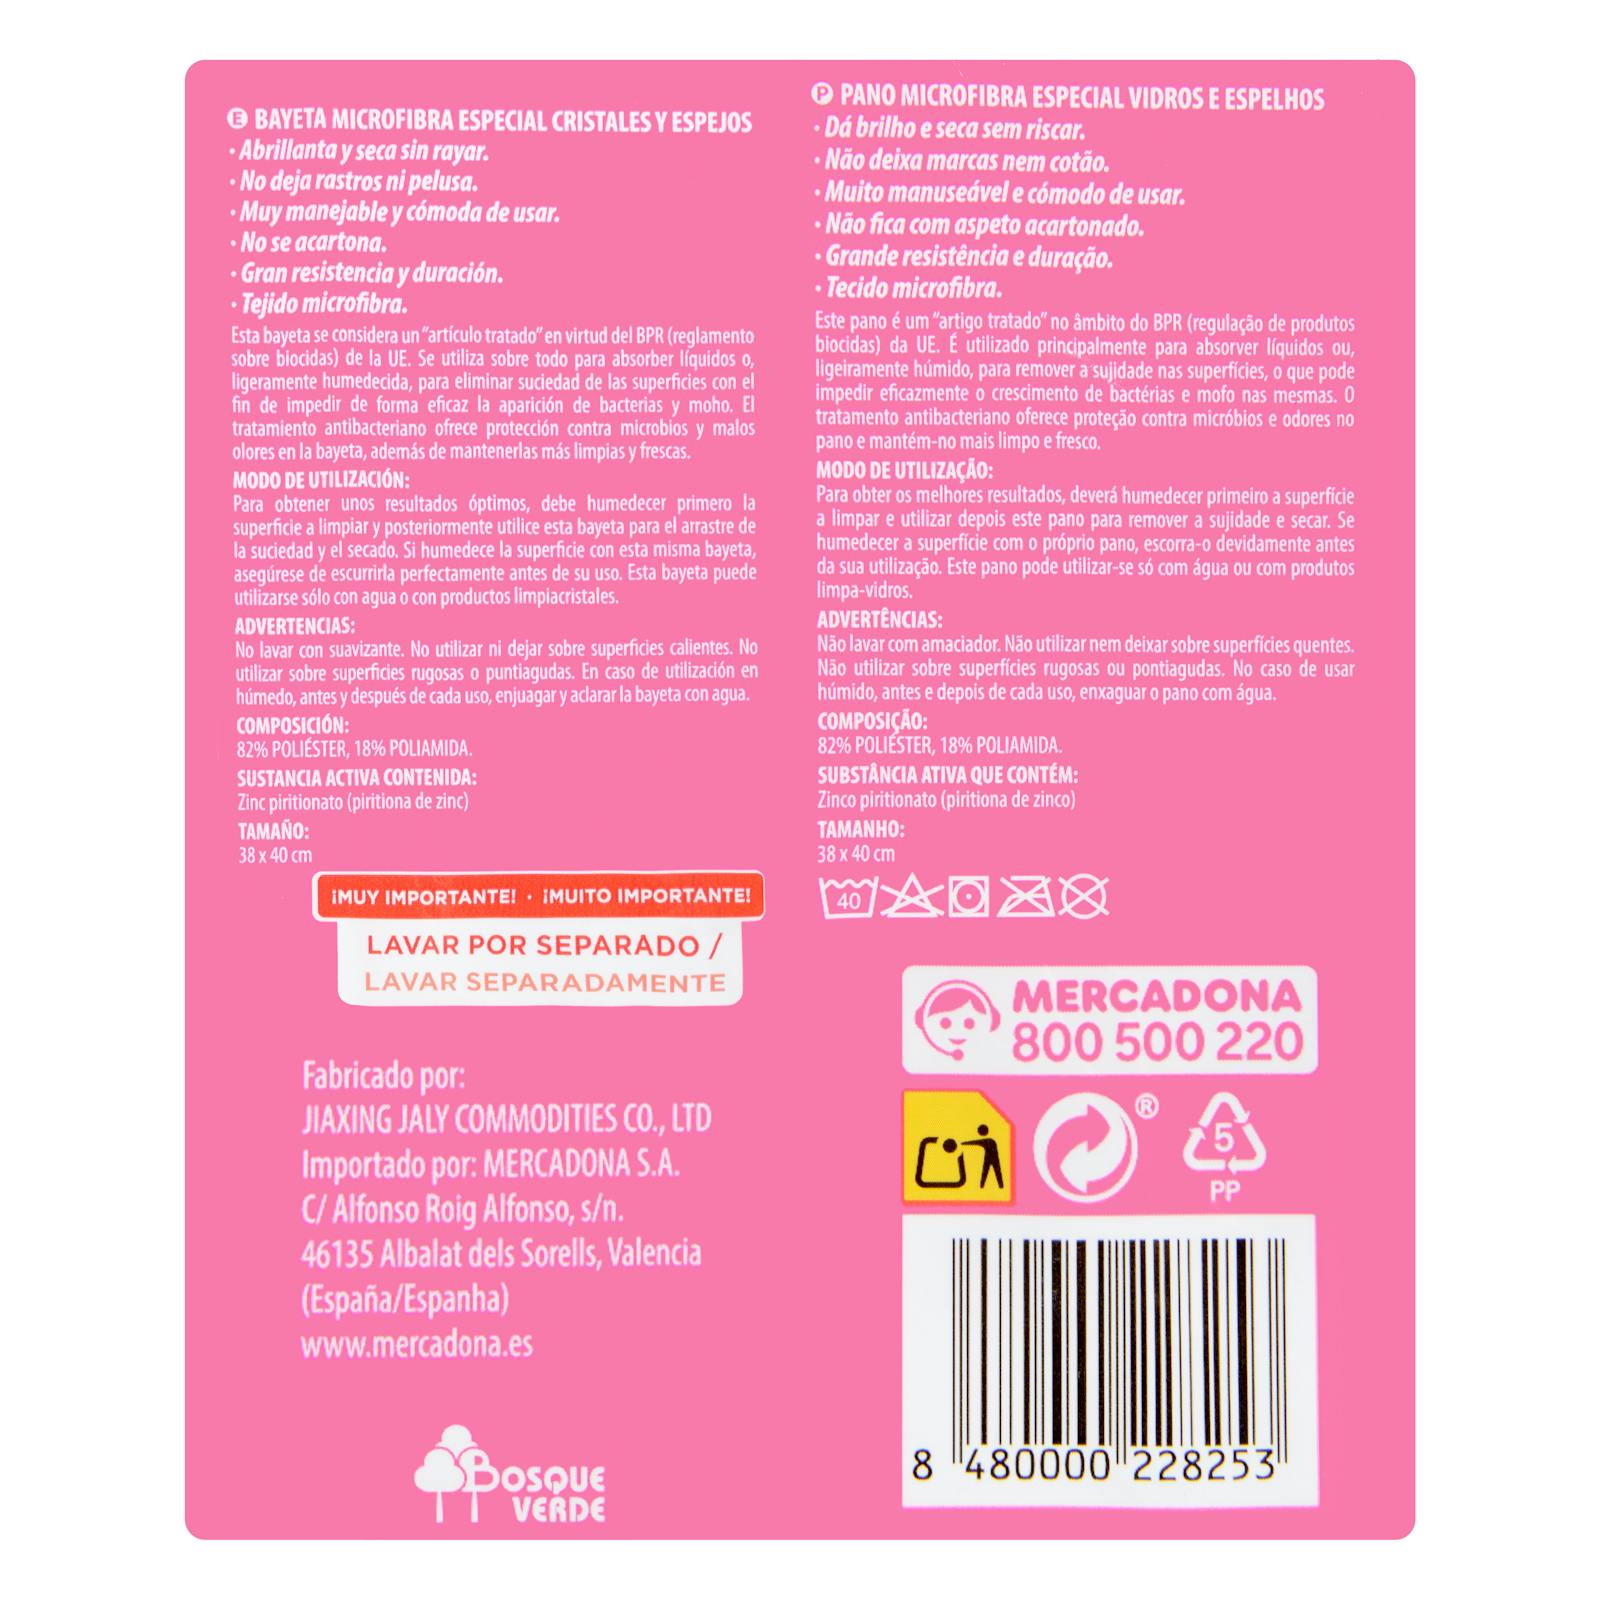 E BAYETA MICROFIBRA ESPECIAL CRISTALES Y ESPEJOS
· Abrillanta y seca sin rayar.
· No deja rastros ni pelusa.
· Muy manejable y cómoda de usar.
· No se acartona.
· Gran resistencia y duración.
· Tejido microfibra.
Esta bayeta se considera un "artículo tratado" en virtud del BPR (reglamento
sobre biocidas) de la UE. Se utiliza sobre todo para absorber líquidos o,
ligeramente humedecida, para eliminar suciedad de las superficies con el
fin de impedir de forma eficaz la aparición de bacterias y moho. El
tratamiento antibacteriano ofrece protección contra microbios y malos
olores en la bayeta, además de mantenerlas más limpias y frescas.
MODO DE UTILIZACIÓN:
Para obtener unos resultados óptimos, debe humedecer primero la
superficie a limpiar y posteriormente utilice esta bayeta para el arrastre de
la suciedad y el secado. Si humedece la superficie con esta misma bayeta,
asegúrese de escurrirla perfectamente antes de su uso. Esta bayeta puede
utilizarse sólo con agua o con productos limpiacristales.
ADVERTENCIAS:
No lavar con suavizante. No utilizar ni dejar sobre superficies calientes. No
utilizar sobre superficies rugosas o puntiagudas. En caso de utilización en
húmedo, antes y después de cada uso, enjuagar y aclarar la bayeta con agua.
COMPOSICIÓN:
82% POLIÉSTER, 18% POLIAMIDA.
SUSTANCIA ACTIVA CONTENIDA:
Zinc piritionato (piritiona de zinc)
TAMAÑO:
38 x 40 cm
P PANO MICROFIBRA ESPECIAL VIDROS E ESPELHOS
· Dá brilho e seca sem riscar.
· Não deixa marcas nem cotão.
· Muito manuseável e cómodo de usar.
· Não fica com aspeto acartonado.
· Grande resistência e duração.
· Tecido microfibra.
Este pano é um "artigo tratado" no âmbito do BPR (regulação de produtos
biocidas) da UE. É utilizado principalmente para absorver líquidos ou,
ligeiramente húmido, para remover a sujidade nas superfícies, o que pode
impedir eficazmente o crescimento de bactérias e mofo nas mesmas. O
tratamento antibacteriano oferece proteção contra micróbios e odores no
pano e mantém-no mais limpo e fresco.
MODO DE UTILIZAÇÃO:
Para obter os melhores resultados, deverá humedecer primeiro a superfície
a limpar e utilizar depois este pano para remover a sujidade e secar. Se
humedecer a superfície com o próprio pano, escorra-o devidamente antes
da sua utilização. Este pano pode utilizar-se só com água ou com produtos
limpa-vidros.
ADVERTÊNCIAS:
Não lavar com amaciador. Não utilizar nem deixar sobre superfícies quentes.
Não utilizar sobre superfícies rugosas ou pontiagudas. No caso de usar
húmido, antes e depois de cada uso, enxaguar o pano com água.
COMPOSIÇÃO:
82% POLIÉSTER, 18% POLIAMIDA.
SUBSTÂNCIA ATIVA QUE CONTÉM:
Zinco piritionato (piritiona de zinco)
TAMANHO:
38 x 40 cm
40
¡MUY IMPORTANTE! · ¡MUITO IMPORTANTE!
LAVAR POR SEPARADO /
LAVAR SEPARADAMENTE
MERCADONA
800 500 220
®
5
PP
Fabricado por:
JIAXING JALY COMMODITIES CO., LTD
Importado por: MERCADONA S.A.
C/ Alfonso Roig Alfonso, s/n.
46135 Albalat dels Sorells, Valencia
(España/Espanha)
www.mercadona.es
BOSQUE
VERDE
8 480000 228253